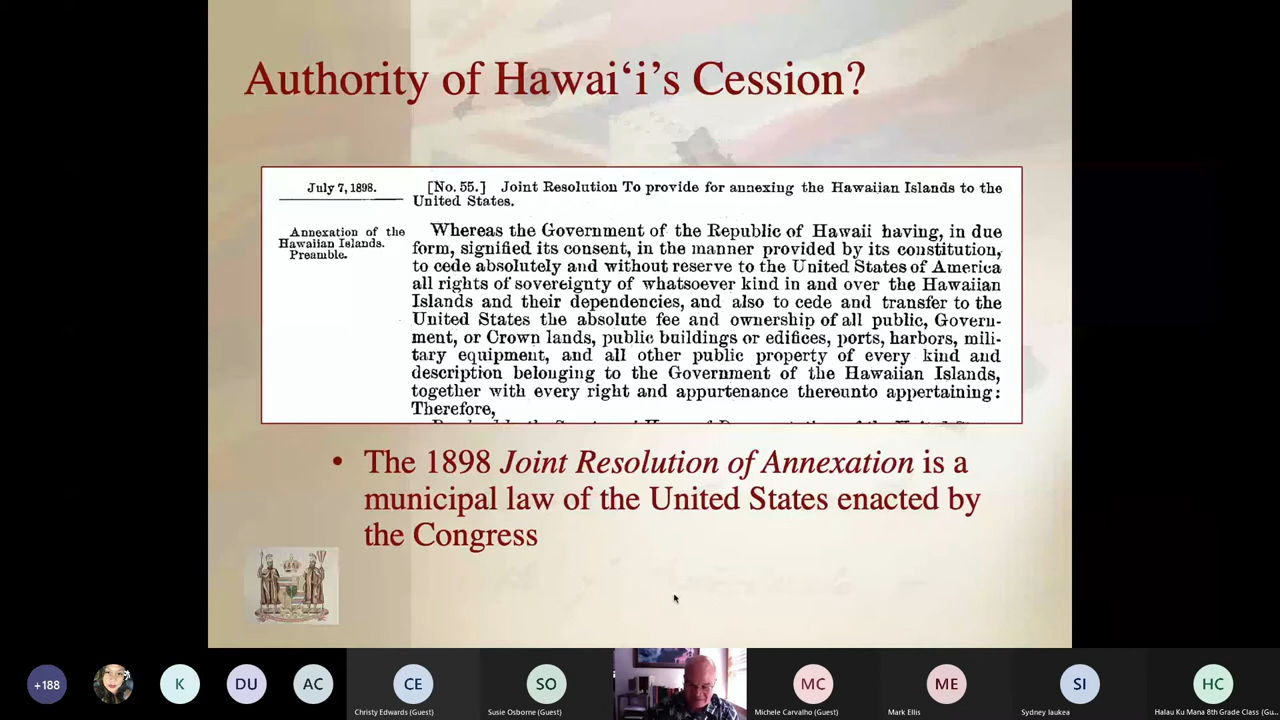 Authority of Hawai‘i’s Cession?
July 7, 1898.
[No. 55.] Joint Resolution To provide for annexing the Hawaiian Islands to the
United States.
Annexation of the
Hawaiian Islands.
Preamble.
Whereas the Government of the Republic of Hawaii having, in due
form, signified its consent, in the manner provided by its constitution,
to cede absolutely and without reserve to the United States of America
all rights of sovereignty of whatsoever kind in and over the Hawaiian
Islands and their dependencies, and also to cede and transfer to the
United States the absolute fee and ownership of all public, Govern-
ment, or Crown lands, public buildings or edifices, ports, harbors, mili-
tary equipment, and all other public property of every kind and
description belonging to the Government of the Hawaiian Islands,
together with every right and appurtenance thereunto appertaining:
Therefore,
• The 1898 Joint Resolution of Annexation is a
municipal law of the United States enacted by
the Congress
+188
K
DU
AC
CE
Christy Edwards (Guest)
SO
Susie Osborne (Guest)
MC
Michele Carvalho (Guest)
ME
Mark Ellis
SI
Sydney Iaukea
HC
Halau Ku Mana 8th Grade Class (Gu...